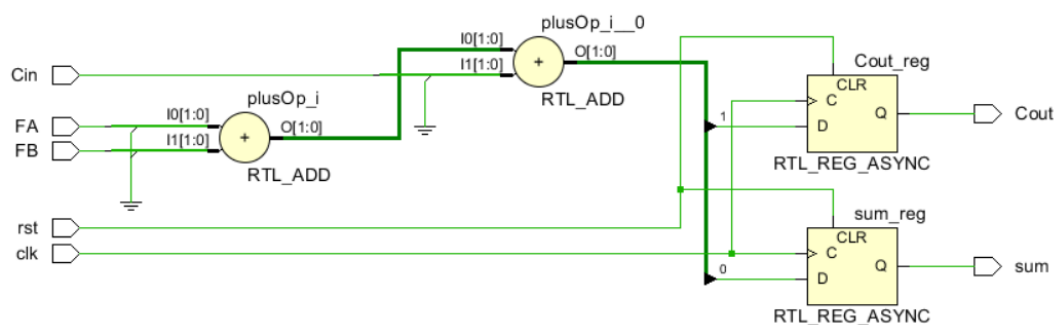 plusOp_i__0
I0[1:0]
I1[1:0]
+
O[1:0]
RTL_ADD
Cin
plusOp_i
I0[1:0]
I1[1:0]
+
O[1:0]
RTL_ADD
FA
FB
rst
clk
Cout_reg
CLR
C
D
Q
1
RTL_REG_ASYNC
Cout
sum_reg
CLR
C
D
Q
0
RTL_REG_ASYNC
sum